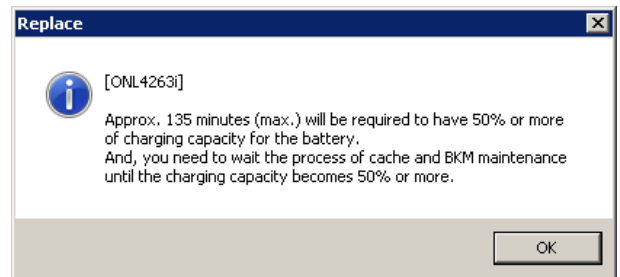 Replace
[ONL4263i]
Approx. 135 minutes (max.) will be required to have 50% or more
of charging capacity for the battery.
And, you need to wait the process of cache and BKM maintenance
until the charging capacity becomes 50% or more.
OK